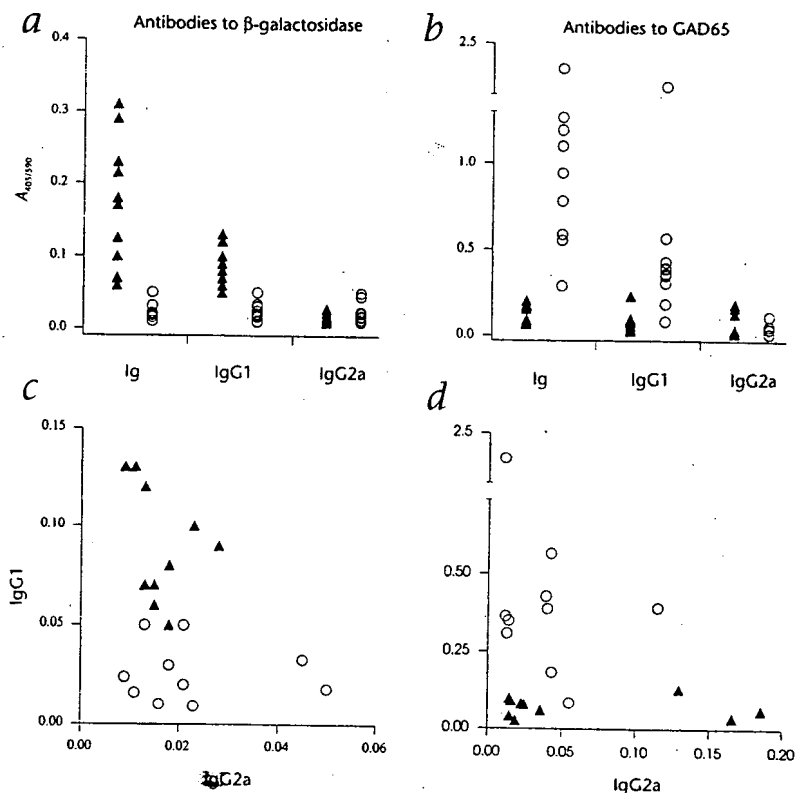 a Antibodies to β-galactosidase
0.4
0.3
0.2
0.1
0.0
A405/590
Ig IgG1 IgG2a
b Antibodies to GAD65
2.5
1.0
0.5
0.0
Ig IgG1 IgG2a
c
0.15
0.10
0.05
0.00
IgG1
0.00 0.02 0.04 0.06
IgG2a
d
2.5
0.50
0.25
0.00
0.00 0.05 0.10 0.15 0.20
IgG2a